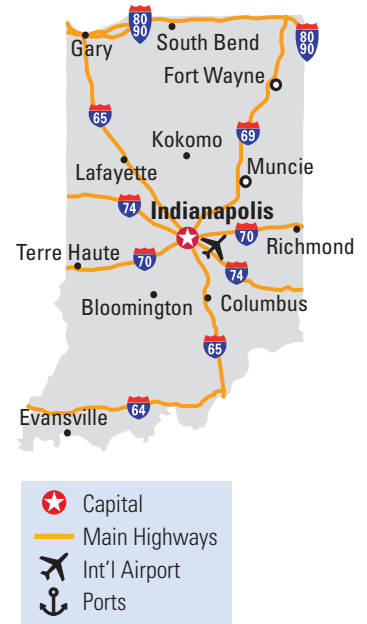 80
90
South Bend
80
90
Gary
Fort Wayne
65
69
Kokomo
Lafayette
Muncie
74
Indianapolis
70
Richmond
Terre Haute
70
74
Bloomington
Columbus
65
64
Evansville
Capital
Main Highways
Int'l Airport
Ports